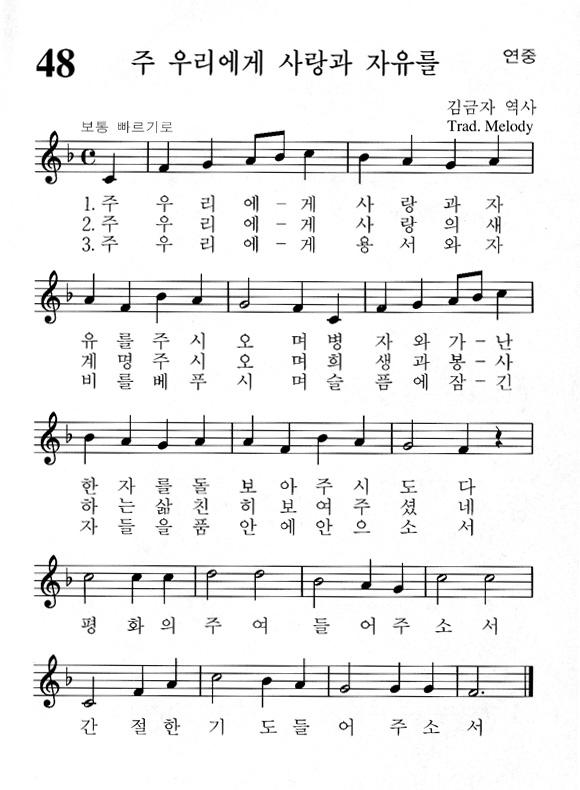 48 주 우리에게 사랑과 자유를 연중
김금자 역사
보통 빠르기로 Trad. Melody
1. 주 우 리 에 - 게 사 랑 과 자
2. 주 우 리 에 - 게 사 랑 의 새
3. 주 우 리 에 - 게 용 서 와 자
유 를 주 시 오 며 병 자 와 가 - 난
계 명 주 시 오 며 희 생 과 봉 - 사
비 를 베 푸 시 며 슬 픔 에 잠 - 긴
한 자 를 돌 보 아 주 시 도 다
하 는 삶 친 히 보 여 주 셨 네
자 들 을 품 안 에 안 으 소 서
평 화 의 주 여 들 어 주 소 서
간 절 한 기 도 들 어 주 소 서